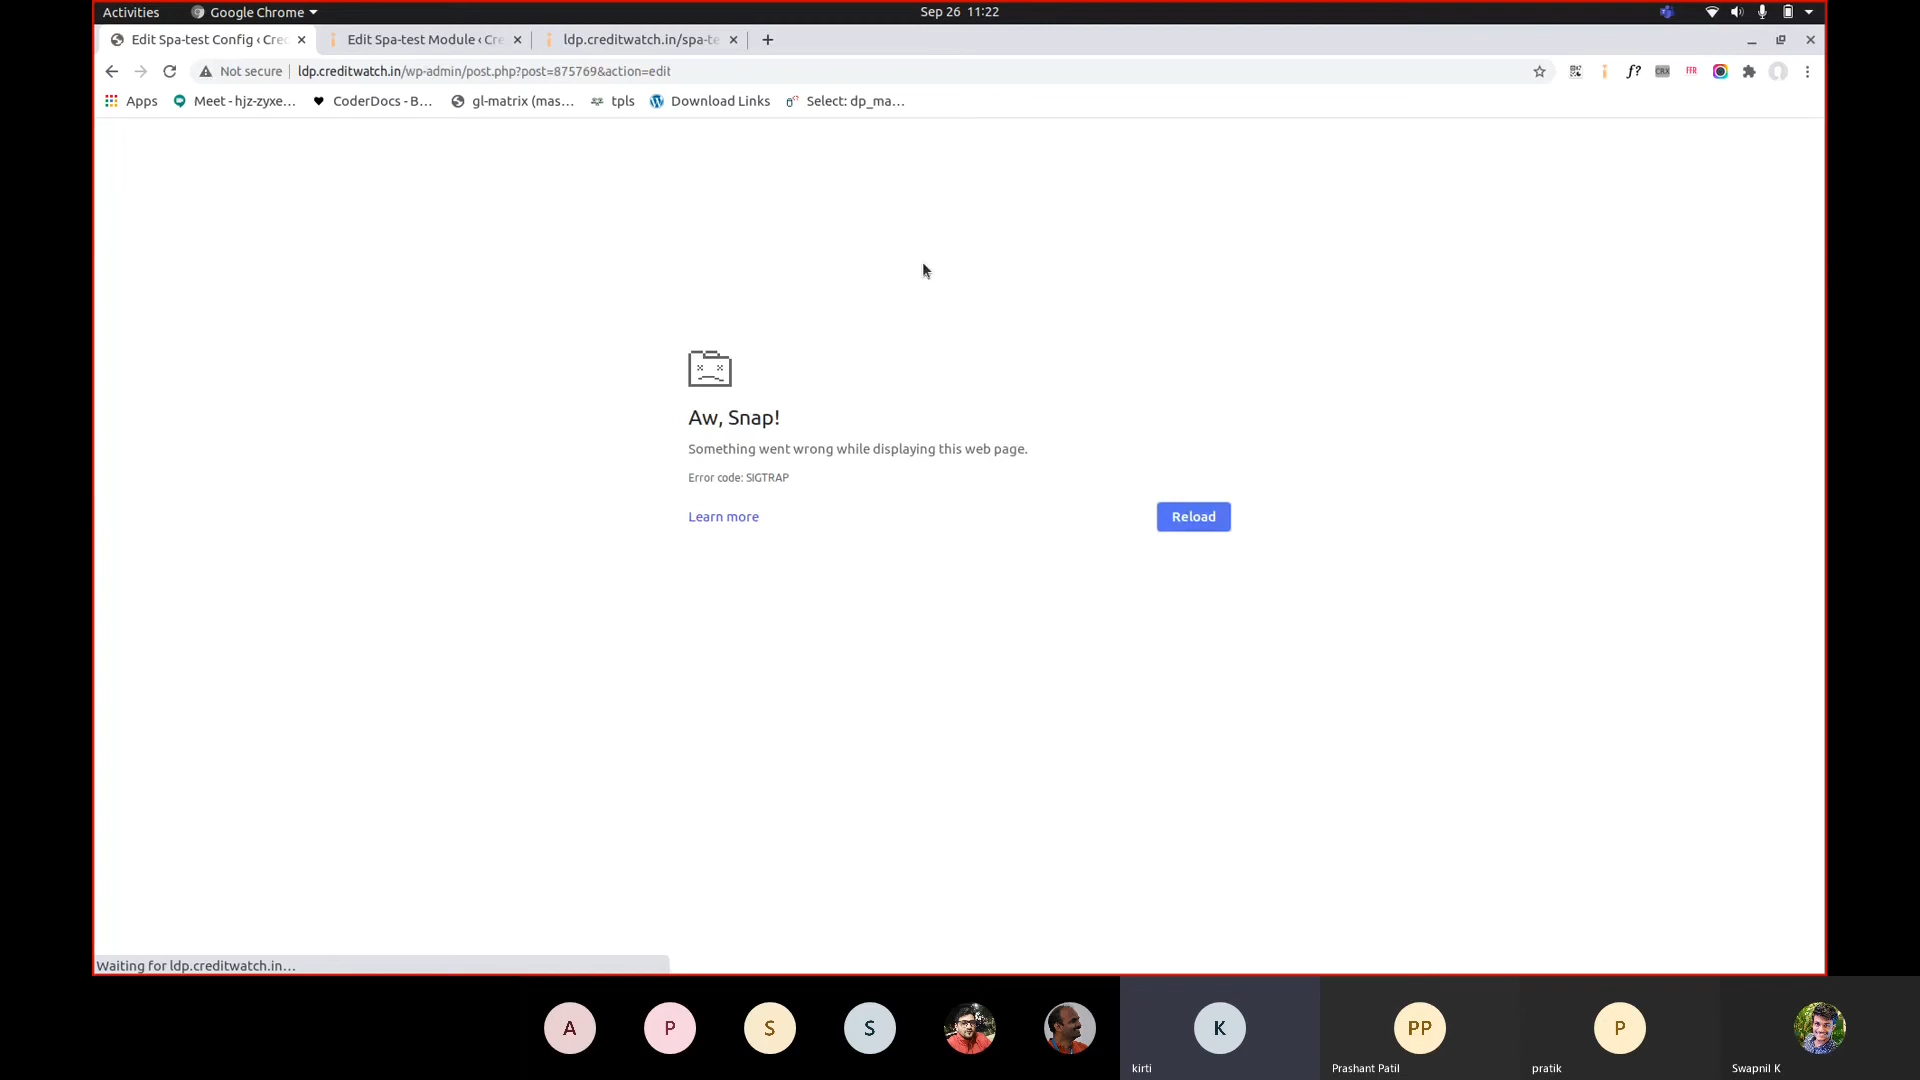 Activities Google Chrome Sep 26 11:22
Edit Spa-test Config ‹ Crec Edit Spa-test Module ‹ Cre ldp.creditwatch.in/spa-te
Not secure ldp.creditwatch.in/wp-admin/post.php?post=875769&action=edit f? CRX FFR
Apps Meet - hjz-zyxe... CoderDocs - B... gl-matrix (mas... tpls Download Links Select: dp_ma...
Aw, Snap!
Something went wrong while displaying this web page.
Error code: SIGTRAP
Learn more Reload
Waiting for ldp.creditwatch.in...
A P S S K PP P
kirti Prashant Patil pratik Swapnil K